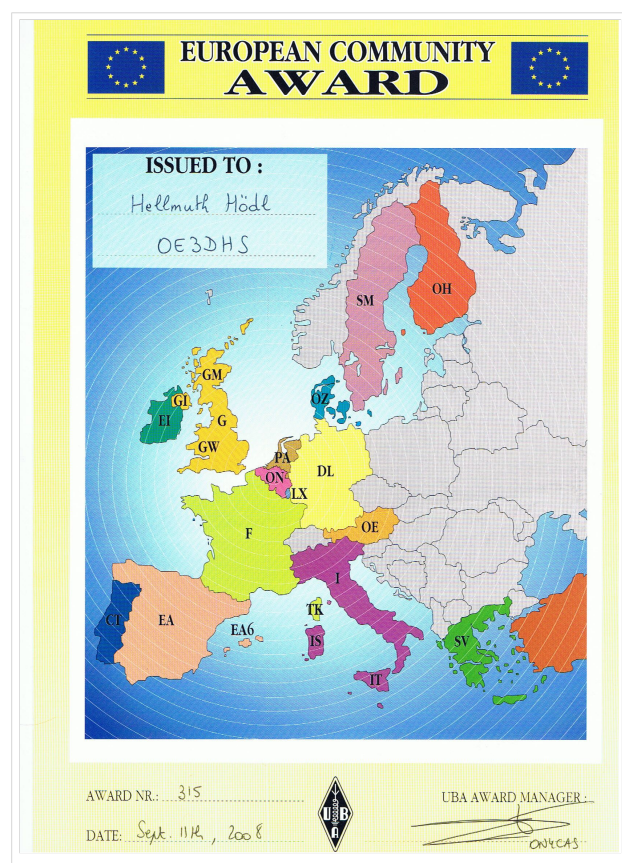 EUROPEAN COMMUNITY
AWARD
ISSUED TO :
Hellmuth Hödl
OE3DHS
SM
OH
GM
GI
EI
G
GW
OZ
PA
ON
DL
LX
OE
F
I
CT
EA
EA6
TK
IS
SV
IT
AWARD NR.: 315
UBA AWARD MANAGER :
U B
A
DATE: Sept. 11th, 2008
ON4CAS